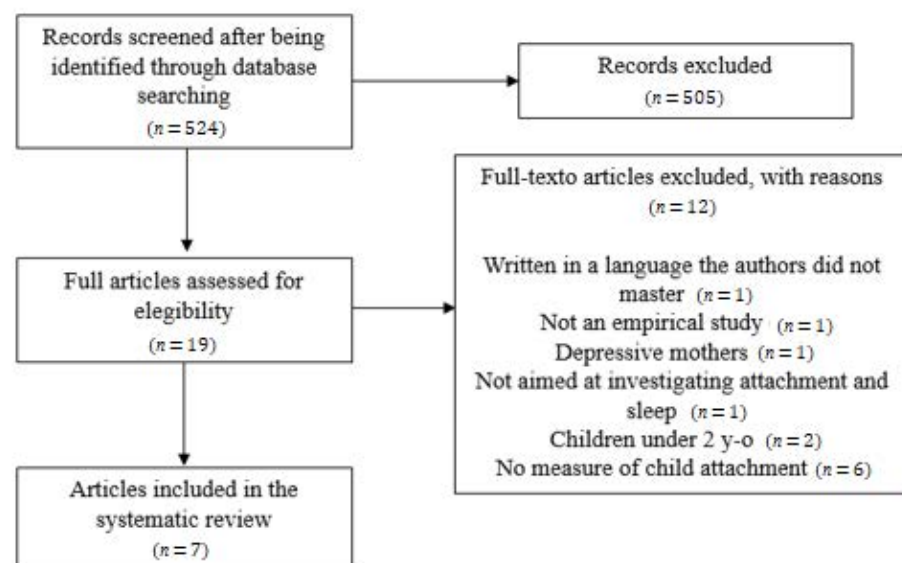 Records screened after being
identified through database
searching
(n = 524)
Records excluded
(n = 505)
Full-texto articles excluded, with reasons
(n = 12)
Written in a language the authors did not
master (n = 1)
Not an empirical study (n = 1)
Depressive mothers (n = 1)
Not aimed at investigating attachment and
sleep (n = 1)
Children under 2 y-o (n = 2)
No measure of child attachment (n = 6)
Full articles assessed for
elegibility
(n = 19)
Articles included in the
systematic review
(n = 7)